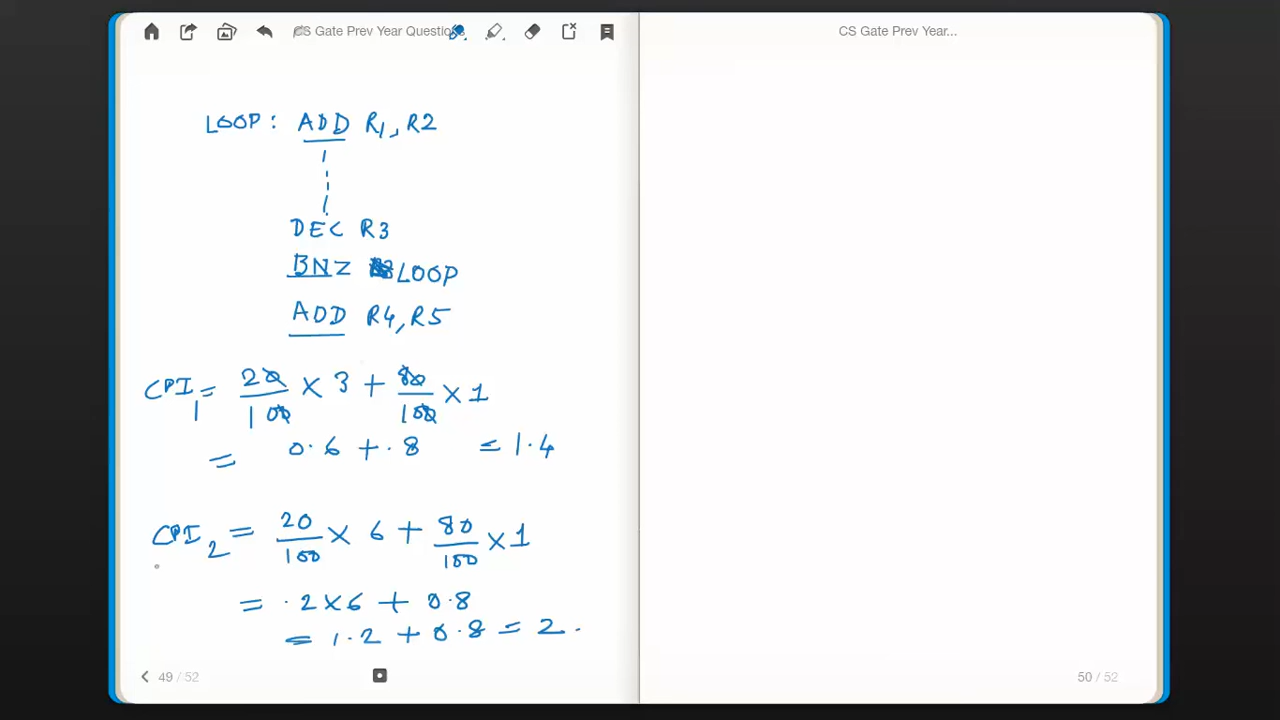 CS Gate Prev Year Question
CS Gate Prev Year...
LOOP: ADD R1, R2
DEC R3
BNZ LOOP
ADD R4, R5
CPI1 = 20/100 × 3 + 80/100 × 1
= 0.6 + .8 = 1.4
CPI2 = 20/100 × 6 + 80/100 × 1
= .2 × 6 + 0.8
= 1.2 + 0.8 = 2.
49 / 52
50 / 52